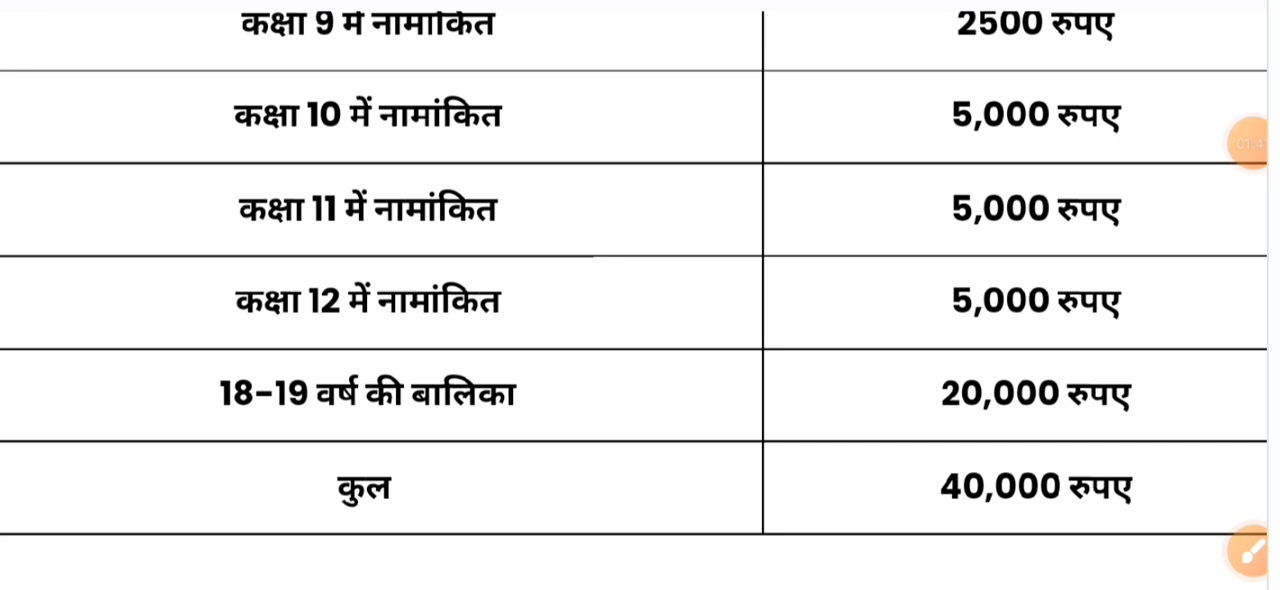 कक्षा 9 में नामांकित 2500 रुपए
कक्षा 10 में नामांकित 5,000 रुपए
कक्षा 11 में नामांकित 5,000 रुपए
कक्षा 12 में नामांकित 5,000 रुपए
18-19 वर्ष की बालिका 20,000 रुपए
कुल 40,000 रुपए